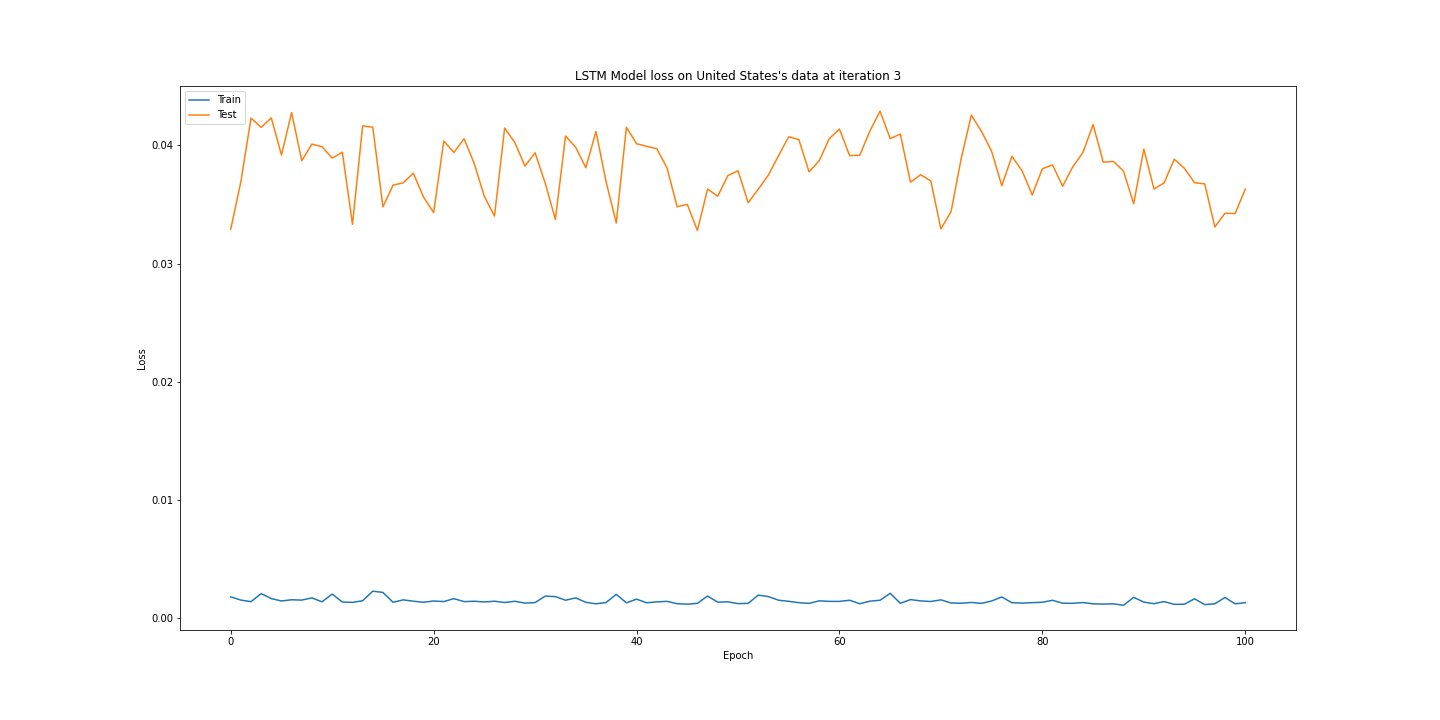 LSTM Model loss on United States's data at iteration 3
Train
Test
0.04
0.03
0.02
0.01
0.00
Loss
0 20 40 60 80 100
Epoch